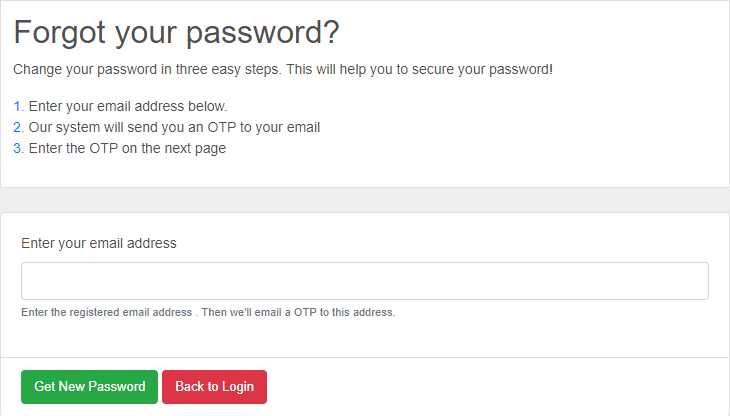 Forgot your password?
Change your password in three easy steps. This will help you to secure your password!
1. Enter your email address below.
2. Our system will send you an OTP to your email
3. Enter the OTP on the next page
Enter your email address
Enter the registered email address . Then we'll email a OTP to this address.
Get New Password Back to Login